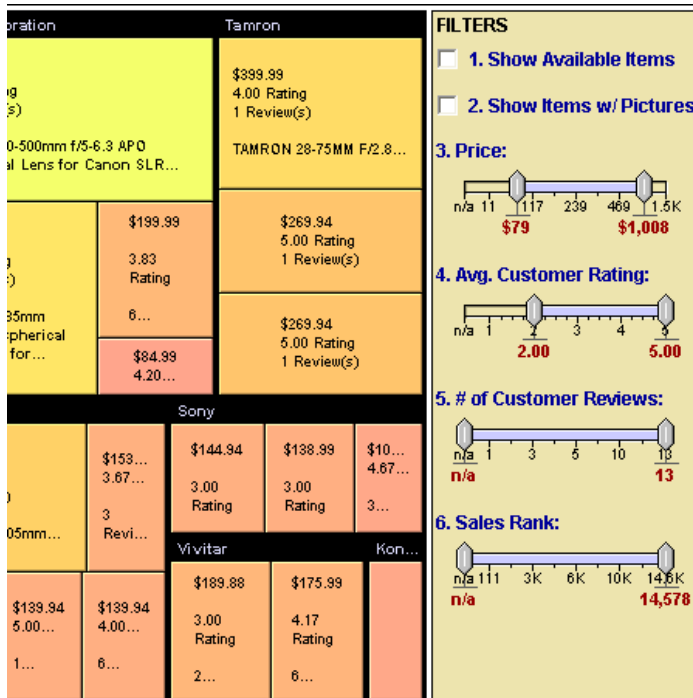 oration
Tamron
g
(s)
0-500mm f/5-6.3 APO
al Lens for Canon SLR...
$399.99
4.00 Rating
1 Review(s)
TAMRON 28-75MM F/2.8...
$269.94
5.00 Rating
1 Review(s)
$269.94
5.00 Rating
1 Review(s)
$199.99
3.83
Rating
6...
35mm
pherical
for...
$84.99
4.20...
Sony
$153...
3.67...
3
Revi...
05mm...
$144.94
3.00
Rating
$138.99
3.00
Rating
$10...
4.67...
3...
Vivitar
Kon...
$139.94
5.00...
1...
$139.94
4.00...
6...
$189.88
3.00
Rating
2...
$175.99
4.17
Rating
6...
FILTERS
1. Show Available Items
2. Show Items w/ Pictures
3. Price:
n/a 11 117 239 469 1.5K
$79 $1,008
4. Avg. Customer Rating:
n/a 1 2 3 4 5
2.00 5.00
5. # of Customer Reviews:
n/a 1 3 5 10 13
n/a 13
6. Sales Rank:
n/a 111 3K 6K 10K 14.6K
n/a 14,578